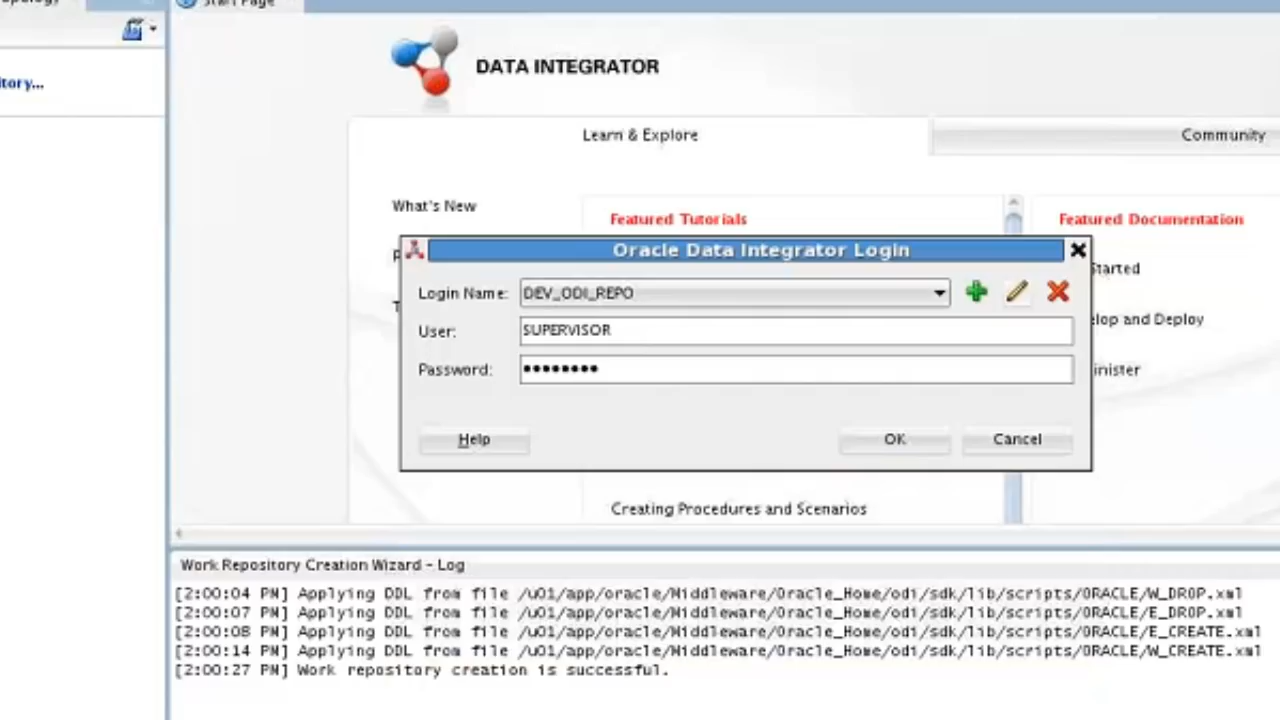 Start Page
tory...
DATA INTEGRATOR
Learn & Explore
Community
What's New
Featured Tutorials
Featured Documentation
Oracle Data Integrator Login
Started
Login Name: DEV_ODI_REPO
elop and Deploy
User: SUPERVISOR
Password: ••••••••
inister
Help
OK
Cancel
Creating Procedures and Scenarios
Work Repository Creation Wizard - Log
[2:00:04 PM] Applying DDL from file /u01/app/oracle/Middleware/Oracle_Home/odi/sdk/lib/scripts/ORACLE/W_DROP.xml
[2:00:07 PM] Applying DDL from file /u01/app/oracle/Middleware/Oracle_Home/odi/sdk/lib/scripts/ORACLE/E_DROP.xml
[2:00:08 PM] Applying DDL from file /u01/app/oracle/Middleware/Oracle_Home/odi/sdk/lib/scripts/ORACLE/E_CREATE.xml
[2:00:14 PM] Applying DDL from file /u01/app/oracle/Middleware/Oracle_Home/odi/sdk/lib/scripts/ORACLE/W_CREATE.xml
[2:00:27 PM] Work repository creation is successful.